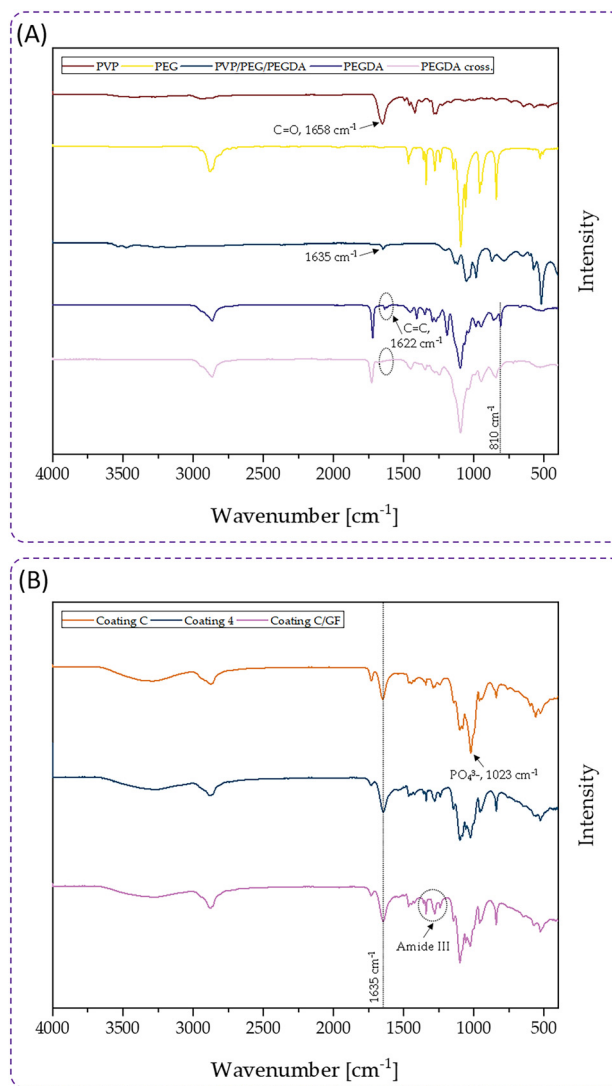 (A)
PVP PEG PVP/PEG/PEGDA PEGDA PEGDA cross.
C=O, 1658 cm⁻¹
1635 cm⁻¹
C=C,
1622 cm⁻¹
810 cm⁻¹
Intensity
4000 3500 3000 2500 2000 1500 1000 500
Wavenumber [cm⁻¹]
(B)
Coating C Coating 4 Coating C/GF
PO₄³⁻, 1023 cm⁻¹
Amide III
1635 cm⁻¹
Intensity
4000 3500 3000 2500 2000 1500 1000 500
Wavenumber [cm⁻¹]